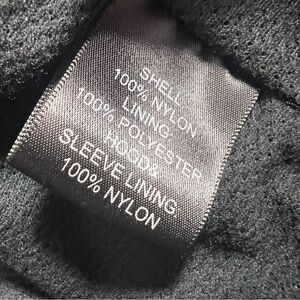 SHELL
100% NYLON
LINING
100% POLYESTER
HOOD&
SLEEVE LINING
100% NYLON